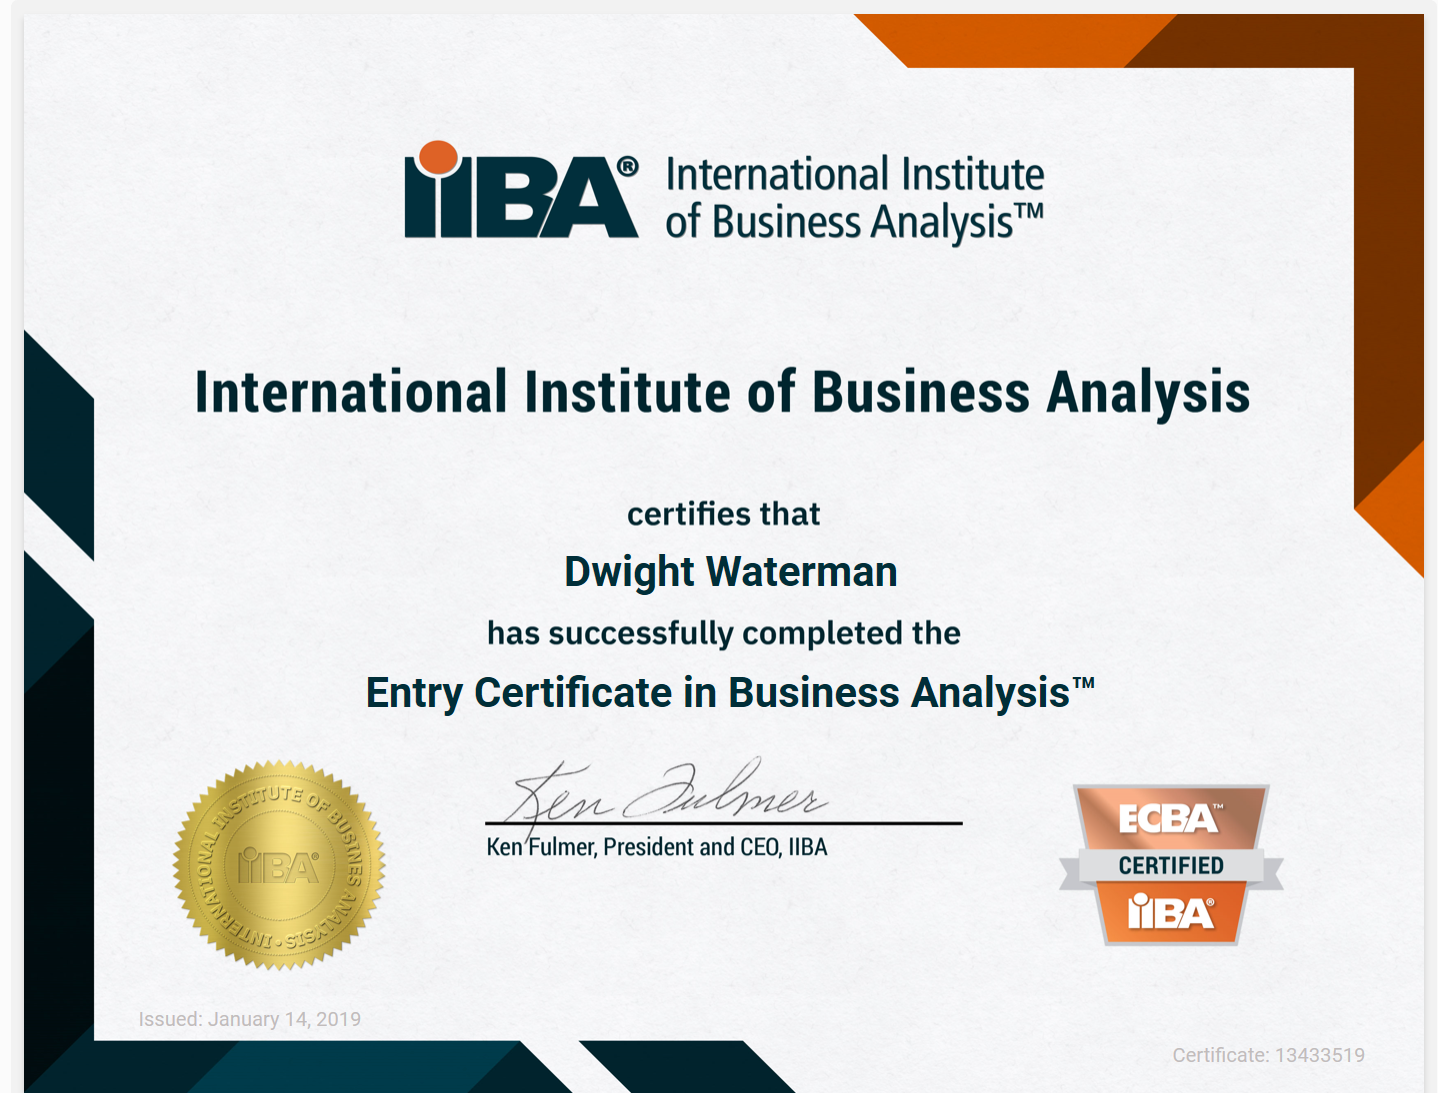 iiBA®
International Institute
of Business Analysis™
International Institute of Business Analysis
certifies that
Dwight Waterman
has successfully completed the
Entry Certificate in Business Analysis™
Ken Fulmer
Ken Fulmer, President and CEO, IIBA
INTERNATIONAL INSTITUTE OF BUSINES ANALYSIS •
iiBA®
ECBA™
CERTIFIED
iiBA®
Issued: January 14, 2019
Certificate: 13433519